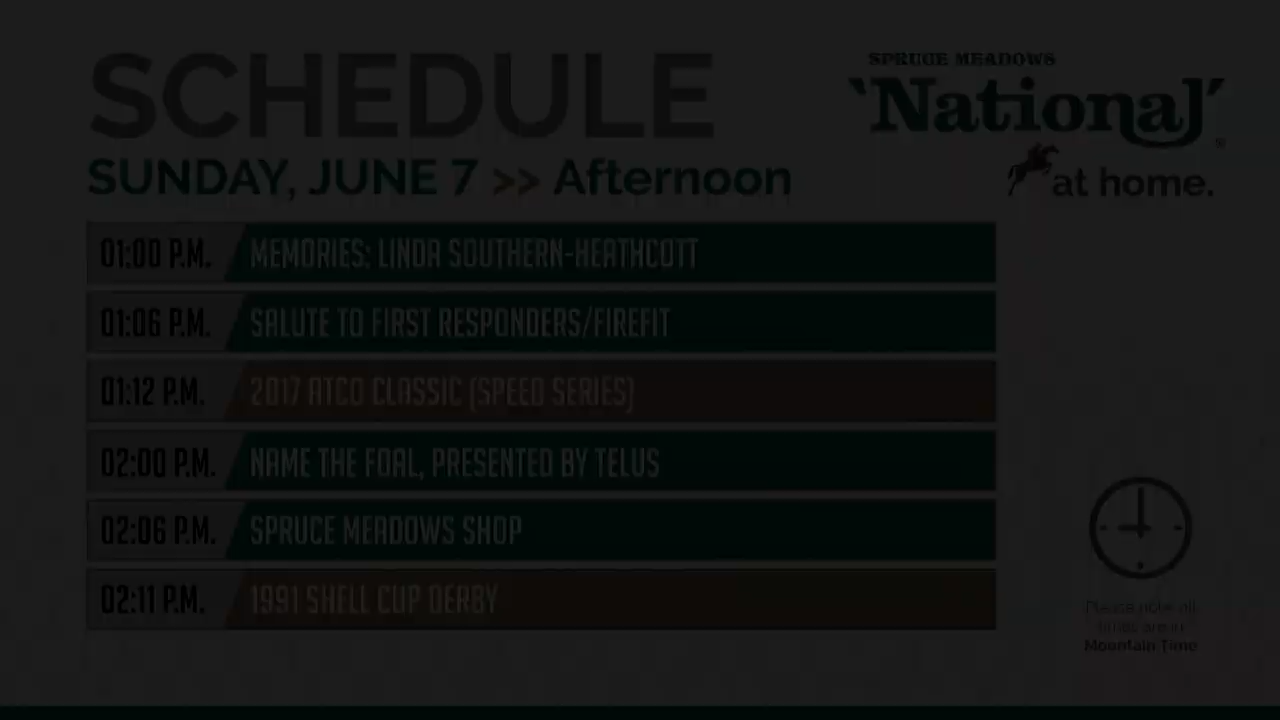 SCHEDULE
SUNDAY, JUNE 7 >> Afternoon
SPRUCE MEADOWS
'National'
®
at home.
01:00 P.M. MEMORIES: LINDA SOUTHERN-HEATHCOTT
01:06 P.M. SALUTE TO FIRST RESPONDERS/FIREFIT
01:12 P.M. 2017 ATCO CLASSIC (SPEED SERIES)
02:00 P.M. NAME THE FOAL, PRESENTED BY TELUS
02:06 P.M. SPRUCE MEADOWS SHOP
02:11 P.M. 1991 SHELL CUP DERBY
Please note, all
times are in
Mountain Time